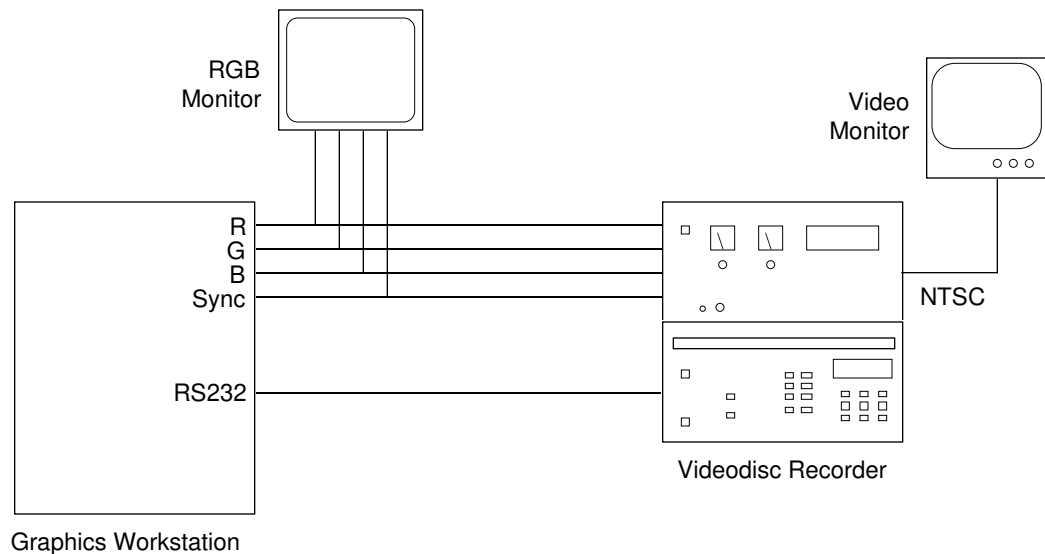 RGB
Monitor
Video
Monitor
R
G
B
Sync
NTSC
RS232
Videodisc Recorder
Graphics Workstation